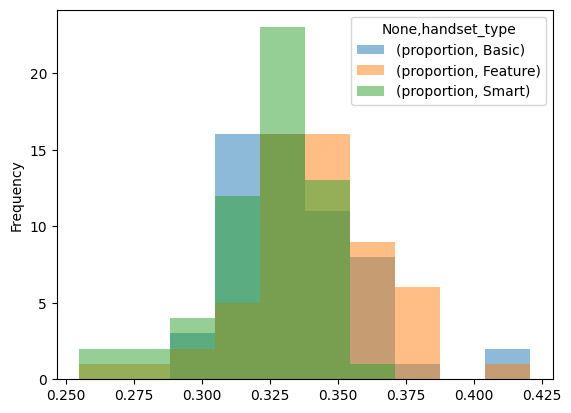 None,handset_type
(proportion, Basic)
(proportion, Feature)
(proportion, Smart)
Frequency
20
15
10
5
0
0.250 0.275 0.300 0.325 0.350 0.375 0.400 0.425